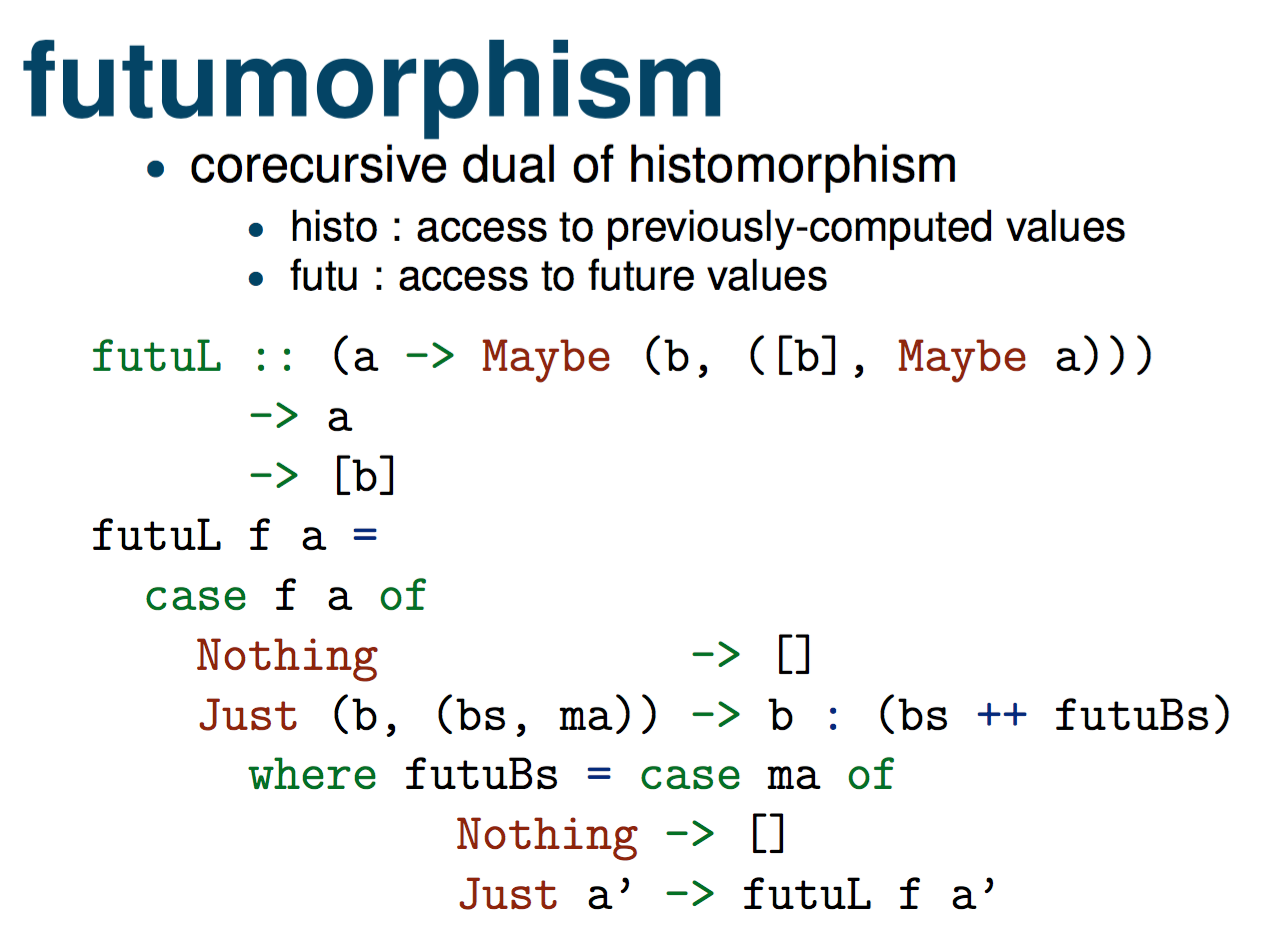 futumorphism
• corecursive dual of histomorphism
• histo : access to previously-computed values
• futu : access to future values
futuL :: (a -> Maybe (b, ([b], Maybe a)))
      -> a
      -> [b]
futuL f a =
  case f a of
    Nothing            -> []
    Just (b, (bs, ma)) -> b : (bs ++ futuBs)
      where futuBs = case ma of
              Nothing -> []
              Just a’ -> futuL f a’